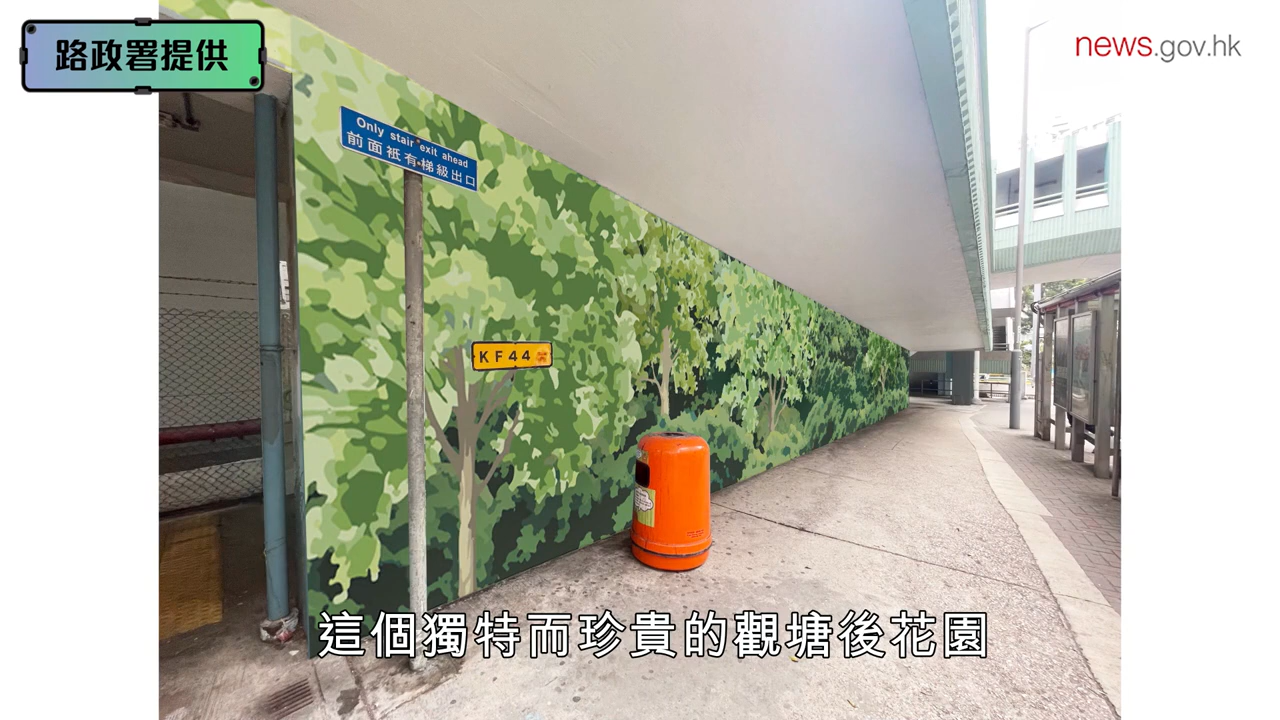 路政署提供
news.gov.hk
Only stair exit ahead
前面祗有梯級出口
KF44
這個獨特而珍貴的觀塘後花園